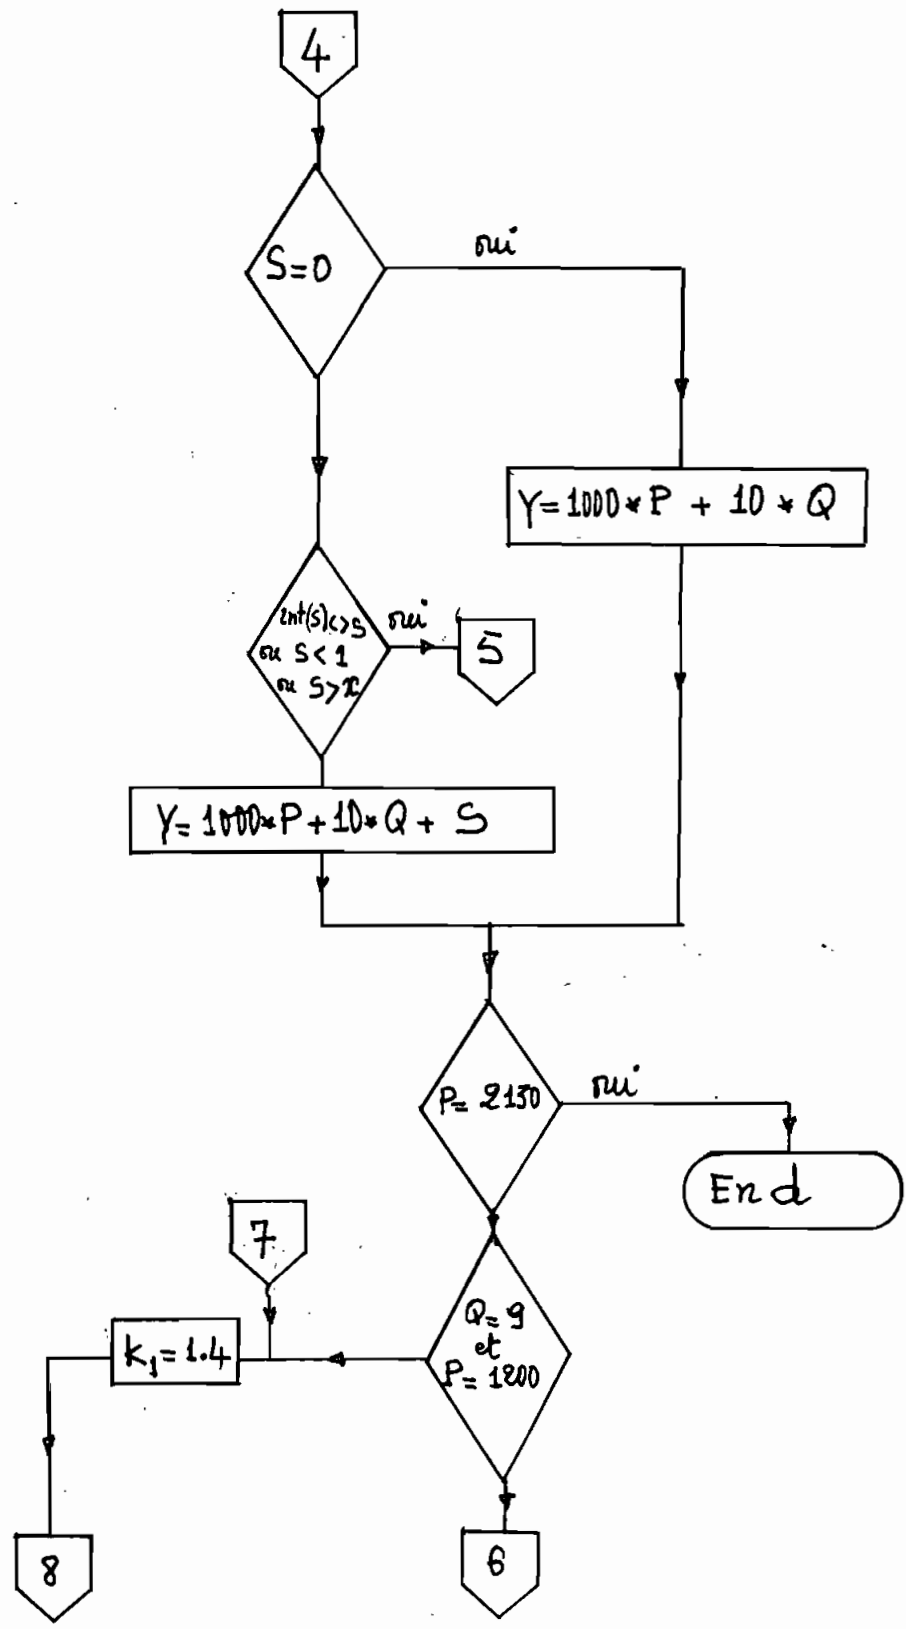 4
S=0
oui
Y=1000*P + 10 * Q
int(s)<>S
ou S<1
ou S>x
oui
5
Y=1000*P+10*Q+ S
P= 2150
oui
End
7
Q= 9
et
P= 1200
K1=1.4
8
6